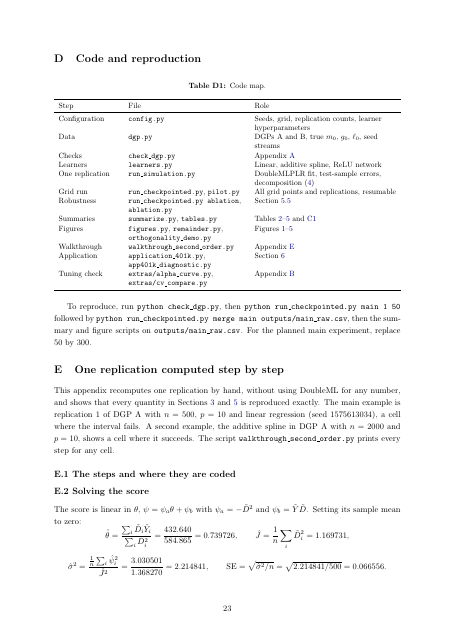 D Code and reproduction
Table D1: Code map.
Step File Role
Configuration config.py Seeds, grid, replication counts, learner
hyperparameters
Data dgp.py DGPs A and B, true m₀, g₀, ℓ₀, seed
streams
Checks check_dgp.py Appendix A
Learners learners.py Linear, additive spline, ReLU network
One replication run_simulation.py DoubleMLPLR fit, test-sample errors,
decomposition (4)
Grid run run_checkpointed.py, pilot.py All grid points and replications, resumable
Robustness run_checkpointed.py ablation, Section 5.5
ablation.py
Summaries summarize.py, tables.py Tables 2–5 and C1
Figures figures.py, remainder.py, Figures 1–5
orthogonality_demo.py
Walkthrough walkthrough_second_order.py Appendix E
Application application_401k.py, Section 6
app401k_diagnostic.py
Tuning check extras/alpha_curve.py, Appendix B
extras/cv_compare.py
To reproduce, run python check_dgp.py, then python run_checkpointed.py main 1 50
followed by python run_checkpointed.py merge main outputs/main_raw.csv, then the sum-
mary and figure scripts on outputs/main_raw.csv. For the planned main experiment, replace
50 by 300.
E One replication computed step by step
This appendix recomputes one replication by hand, without using DoubleML for any number,
and shows that every quantity in Sections 3 and 5 is reproduced exactly. The main example is
replication 1 of DGP A with n = 500, p = 10 and linear regression (seed 1575613034), a cell
where the interval fails. A second example, the additive spline in DGP A with n = 2000 and
p = 10, shows a cell where it succeeds. The script walkthrough_second_order.py prints every
step for any cell.
E.1 The steps and where they are coded
E.2 Solving the score
The score is linear in θ, ψ = ψₐθ + ψ_b with ψₐ = −D̃² and ψ_b = ỸD̃. Setting its sample mean
to zero:
θ̂ = ∑ᵢ D̃ᵢỸᵢ / ∑ᵢ D̃ᵢ² = 432.640 / 584.865 = 0.739726, Ĵ = 1/n ∑ᵢ D̃ᵢ² = 1.169731,
σ̂² = (1/n ∑ᵢ ψ̂ᵢ²) / Ĵ² = 3.030501 / 1.368270 = 2.214841, SE = √(σ̂²/n) = √(2.214841/500) = 0.066556.
23